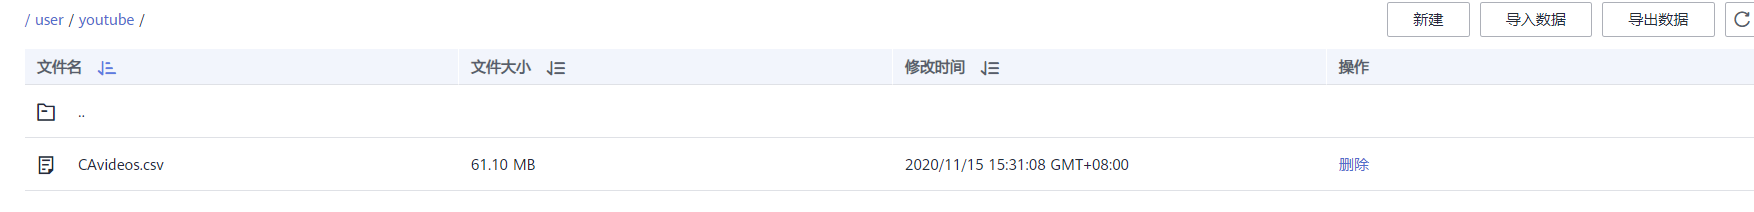 / user / youtube /
新建 导入数据 导出数据
文件名 文件大小 修改时间 操作
..
CAvideos.csv 61.10 MB 2020/11/15 15:31:08 GMT+08:00 删除